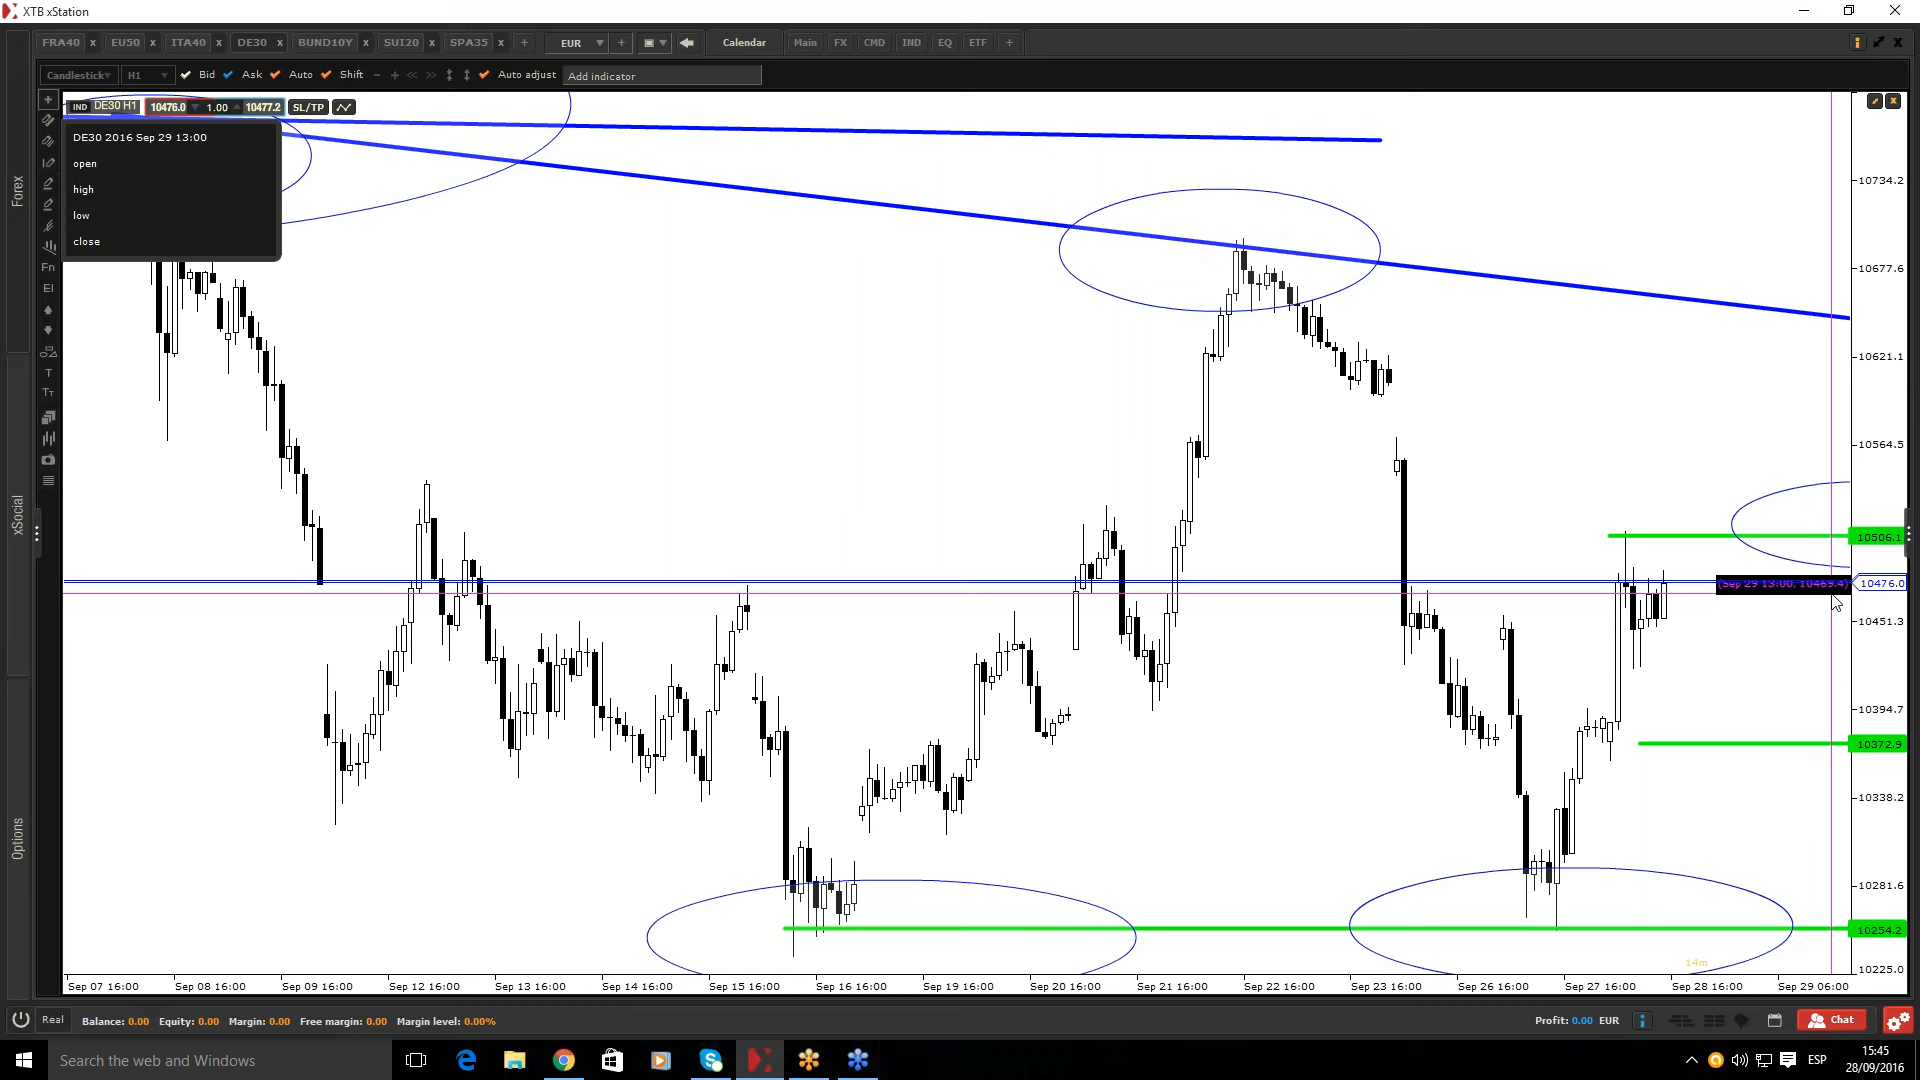 XTB xStation
FRA40 x EU50 x ITA40 x DE30 x BUND10Y x SUI20 x SPA35 x + EUR + Calendar Main FX CMD IND EQ ETF +
Candlestick H1 Bid Ask Auto Shift Auto adjust Add indicator
IND DE30 H1 10476.0 1.00 10477.2 SL/TP
DE30 2016 Sep 29 13:00
open
high
low
close
Forex
xSocial
Options
Fn
EI
T
TT
10734.2
10677.6
10621.1
10564.5
10506.1
(Sep 29 13:00, 10469.4)
10476.0
10451.3
10394.7
10372.9
10338.2
10281.6
10254.2
14m
10225.0
Sep 07 16:00 Sep 08 16:00 Sep 09 16:00 Sep 12 16:00 Sep 13 16:00 Sep 14 16:00 Sep 15 16:00 Sep 16 16:00 Sep 19 16:00 Sep 20 16:00 Sep 21 16:00 Sep 22 16:00 Sep 23 16:00 Sep 26 16:00 Sep 27 16:00 Sep 28 16:00 Sep 29 06:00
Real Balance: 0.00 Equity: 0.00 Margin: 0.00 Free margin: 0.00 Margin level: 0.00% Profit: 0.00 EUR Chat
Search the web and Windows
ESP
15:45
28/09/2016